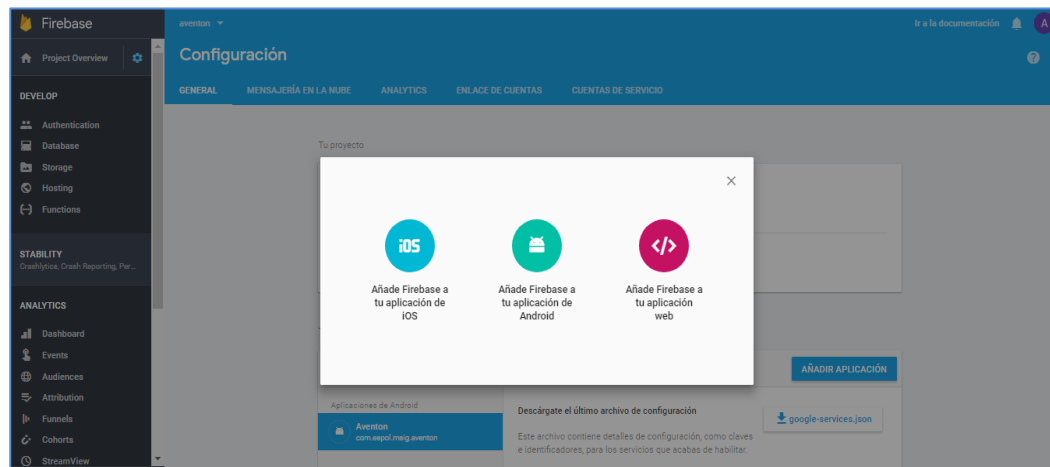 Firebase
aventon
Ir a la documentación
A
Project Overview
Configuración
GENERAL
MENSAJERÍA EN LA NUBE
ANALYTICS
ENLACE DE CUENTAS
CUENTAS DE SERVICIO
DEVELOP
Authentication
Database
Storage
Hosting
Functions
STABILITY
Crashlytics, Crash Reporting, Per...
ANALYTICS
Dashboard
Events
Audiences
Attribution
Funnels
Cohorts
StreamView
Tu proyecto
iOS
</>
Añade Firebase a
tu aplicación de
iOS
Añade Firebase a
tu aplicación de
Android
Añade Firebase a
tu aplicación
web
AÑADIR APLICACIÓN
Aplicaciones de Android
Aventon
com.espol.msig.aventon
Descárgate el último archivo de configuración
google-services.json
Este archivo contiene detalles de configuración, como claves
e identificadores, para los servicios que acabas de habilitar.